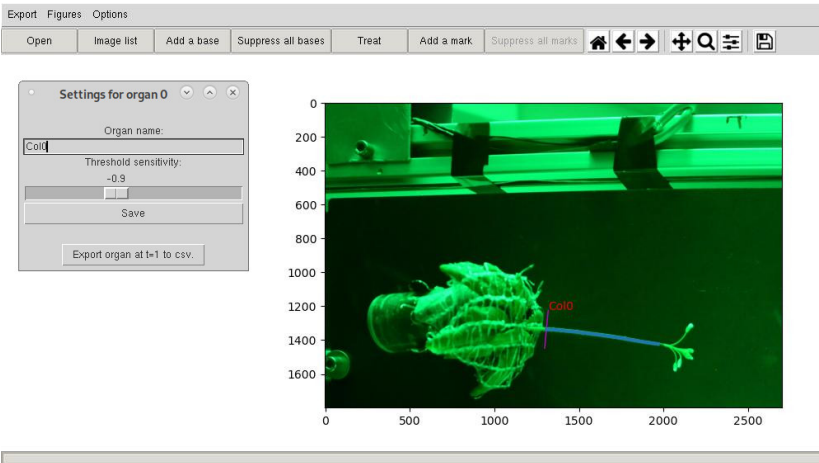 Export Figures Options
Open Image list Add a base Suppress all bases Treat Add a mark Suppress all marks
Settings for organ 0
Organ name:
Col0
Threshold sensitivity:
-0.9
Save
Export organ at t=1 to csv.
0
200
400
600
800
1000
1200
1400
1600
Col0
0 500 1000 1500 2000 2500